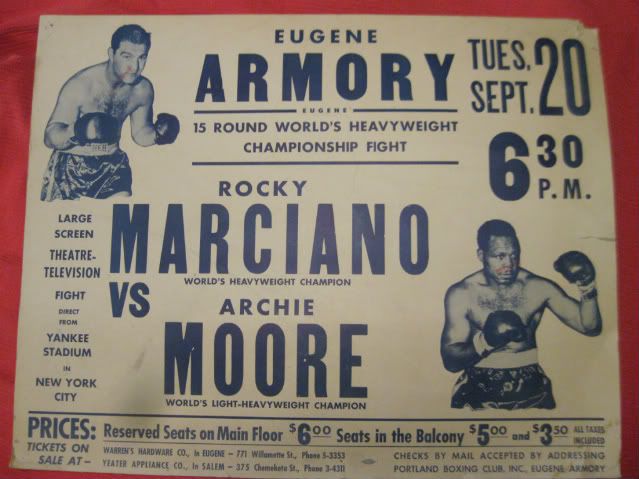 EUGENE
ARMORY
EUGENE
15 ROUND WORLD'S HEAVYWEIGHT
CHAMPIONSHIP FIGHT
TUES.
SEPT. 20
6 30
P.M.
ROCKY
MARCIANO
WORLD'S HEAVYWEIGHT CHAMPION
VS
ARCHIE
MOORE
WORLD'S LIGHT-HEAVYWEIGHT CHAMPION
LARGE
SCREEN
THEATRE-
TELEVISION
FIGHT
DIRECT
FROM
YANKEE
STADIUM
IN
NEW YORK
CITY
PRICES: Reserved Seats on Main Floor $6.00 Seats in the Balcony $5.00 and $3.50 ALL TAXES INCLUDED
TICKETS ON
SALE AT—
WARREN'S HARDWARE CO., In EUGENE - 771 Willamette St., Phone 5-3353
YEATER APPLIANCE CO., In SALEM - 375 Chemeketa St., Phone 3-4311
CHECKS BY MAIL ACCEPTED BY ADDRESSING
PORTLAND BOXING CLUB, INC., EUGENE ARMORY